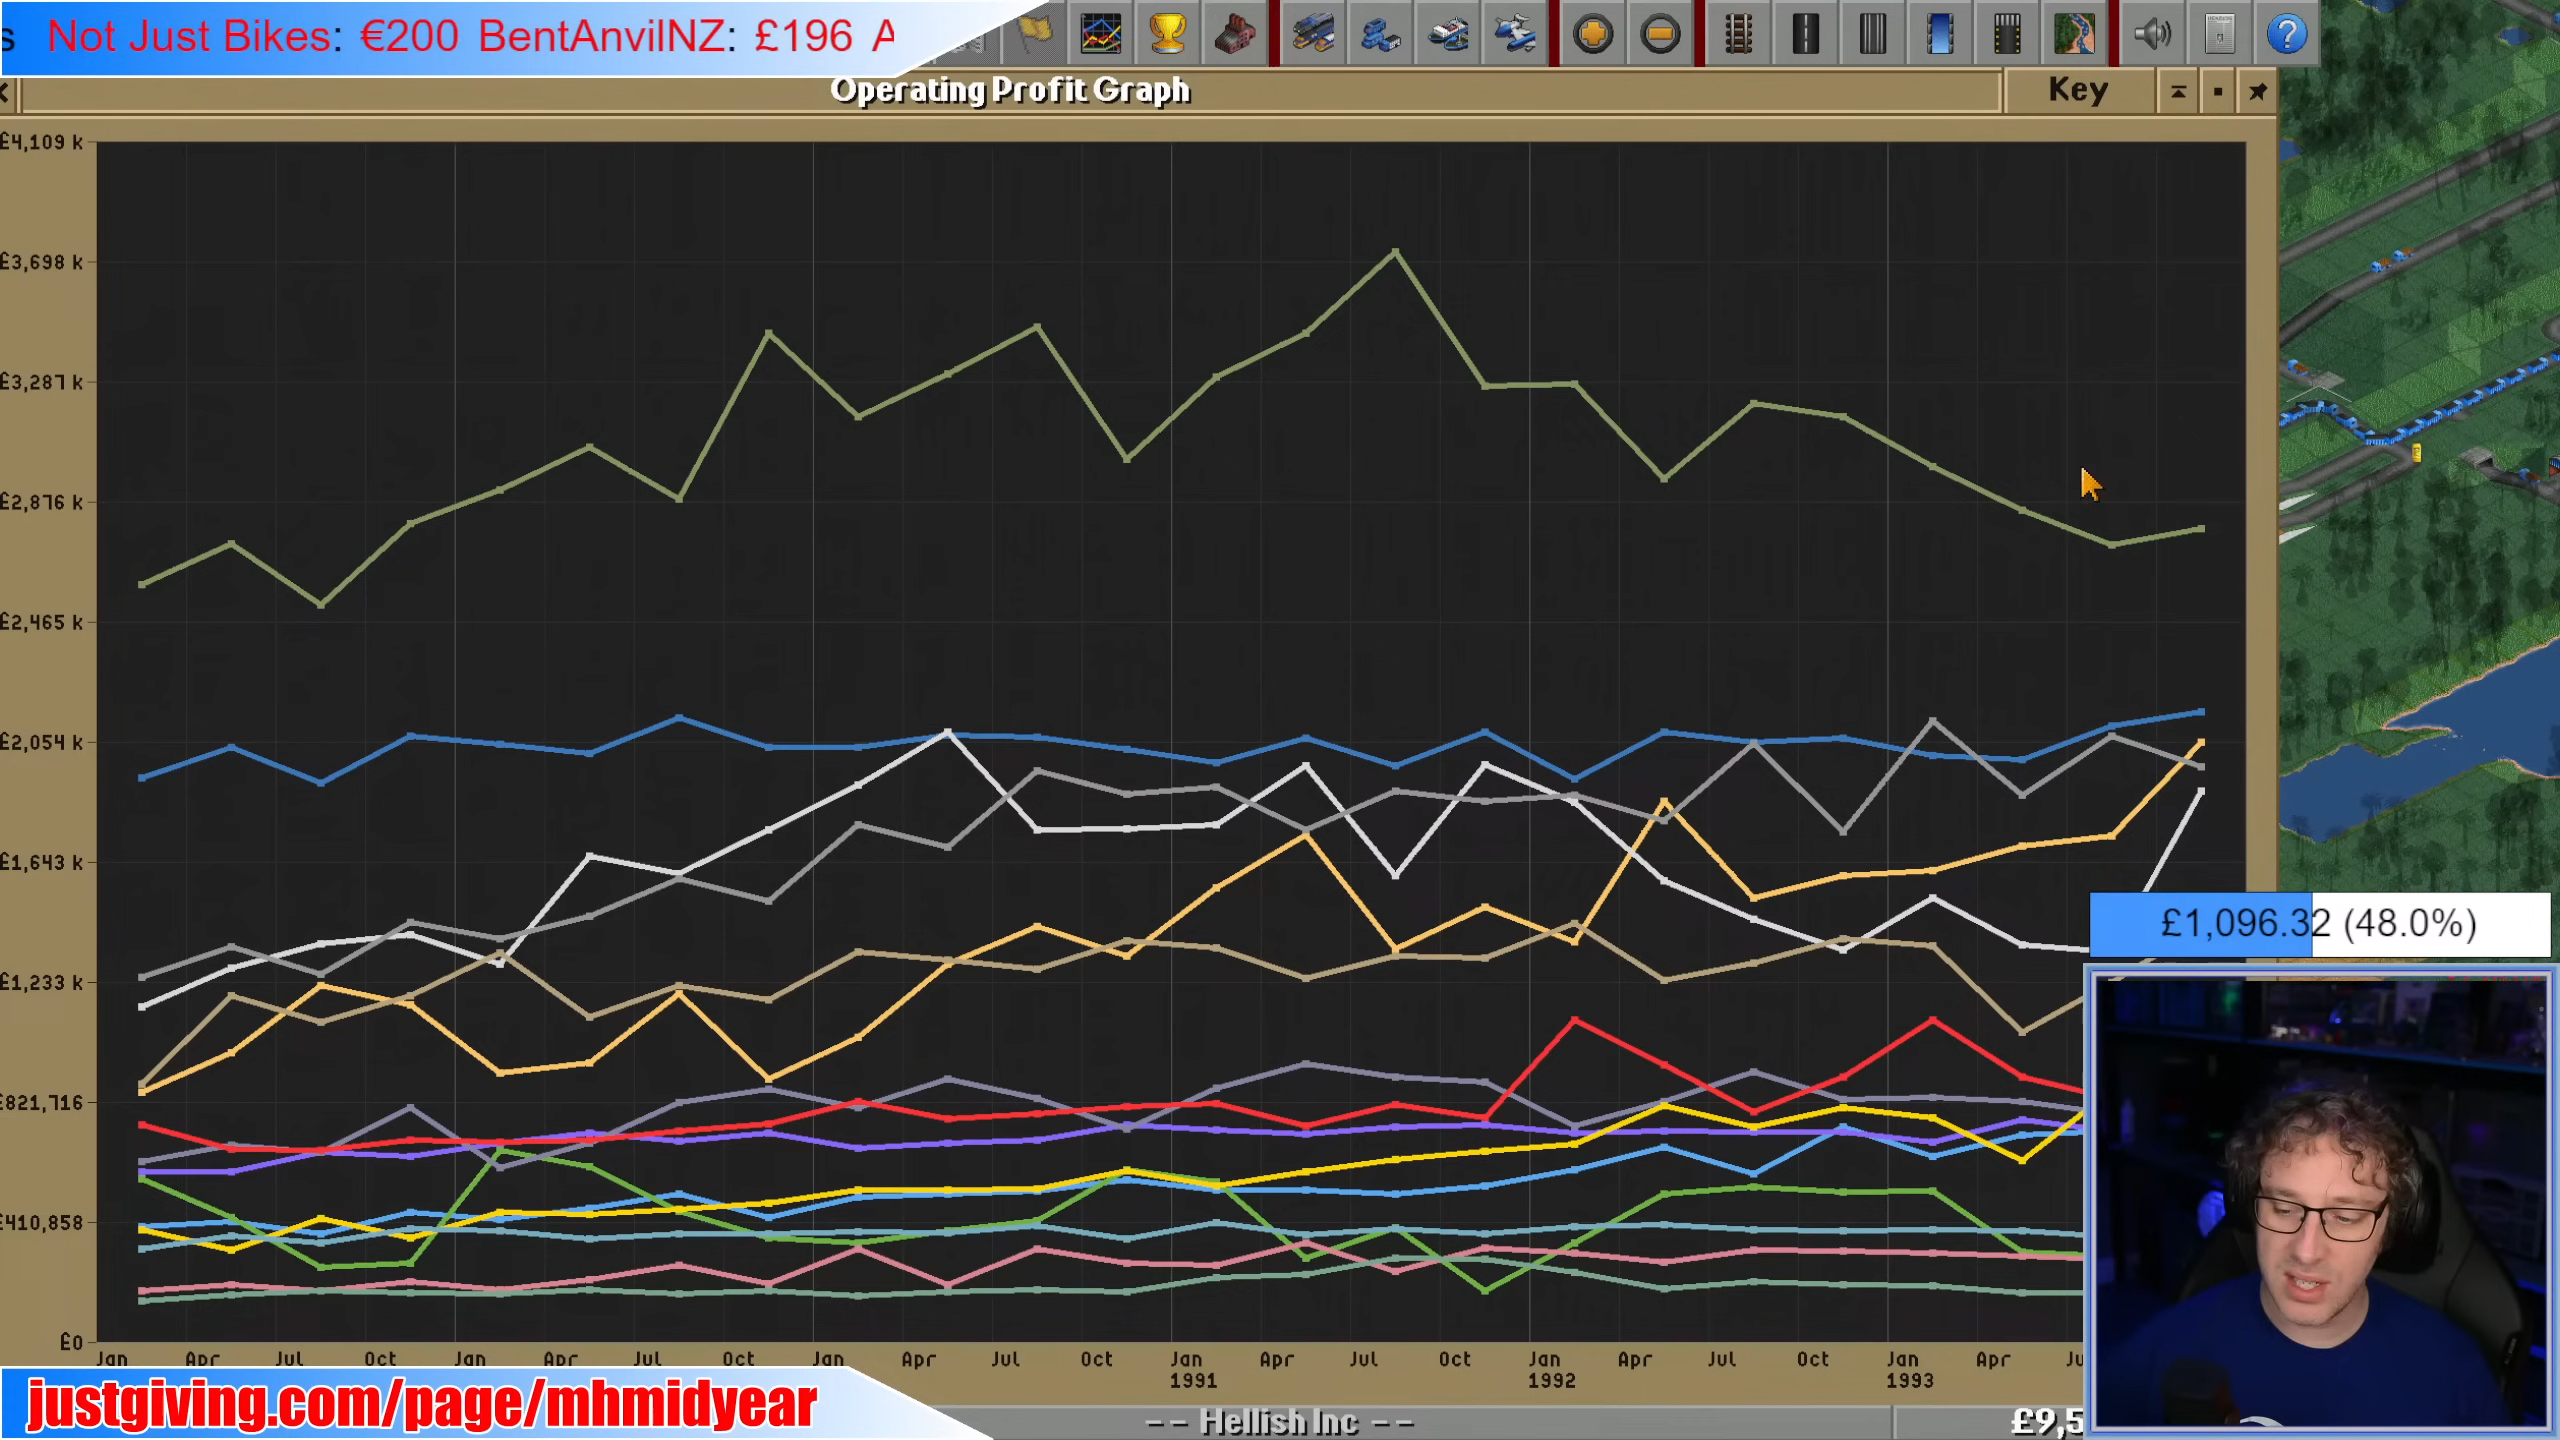 s Not Just Bikes: €200 BentAnvilNZ: £196 A
Operating Profit Graph
Key
£4,109 k
£3,698 k
£3,287 k
£2,876 k
£2,465 k
£2,054 k
£1,643 k
£1,233 k
£821,716
£410,858
£0
Jan Apr Jul Oct Jan Apr Jul Oct Jan Apr Jul Oct Jan Apr Jul Oct Jan Apr Jul Oct Jan Apr Ju
1991 1992 1993
£1,096.32 (48.0%)
justgiving.com/page/mhmidyear
-- Hellish Inc --
£9,5